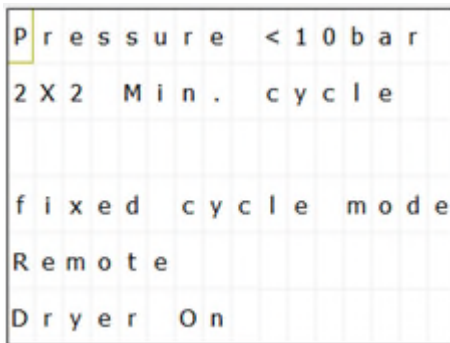 Pressure <10bar
2X2 Min. cycle
fixed cycle mode
Remote
Dryer On